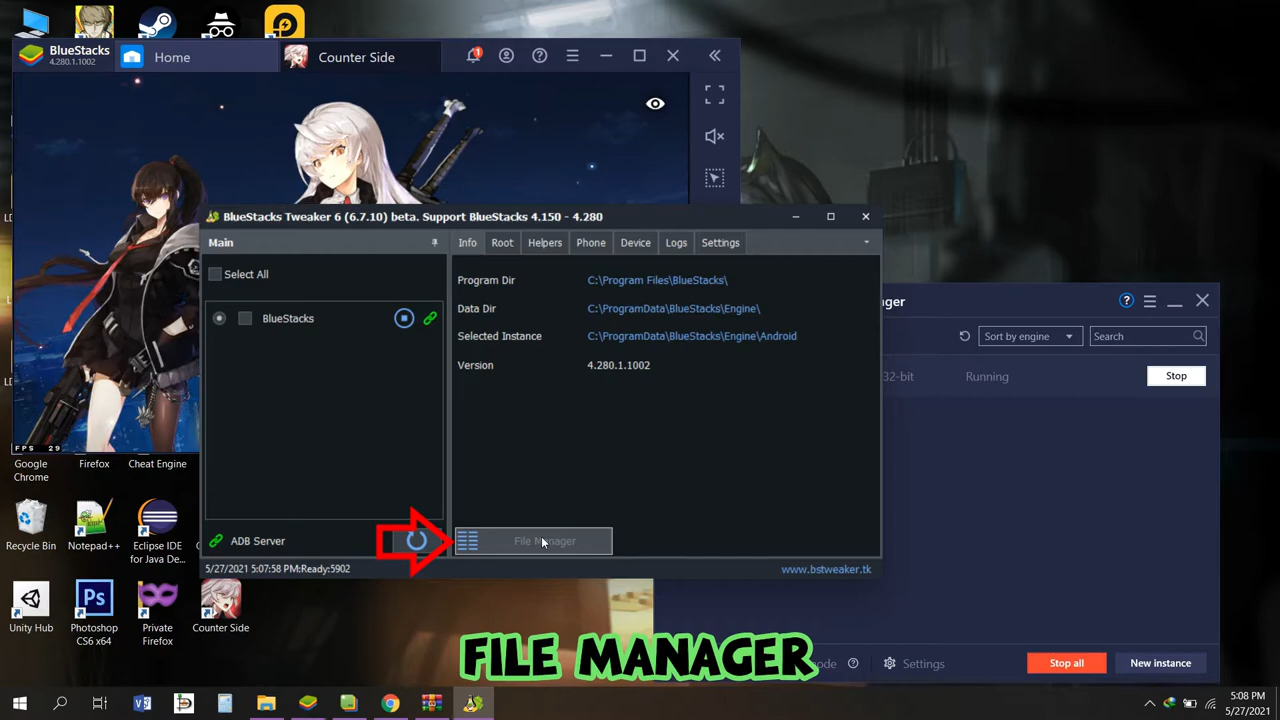 BlueStacks
4.280.1.1002
Home
Counter Side
1
BlueStacks Tweaker 6 (6.7.10) beta. Support BlueStacks 4.150 - 4.280
Main
Info
Root
Helpers
Phone
Device
Logs
Settings
Select All
BlueStacks
Program Dir
C:\Program Files\BlueStacks\
Data Dir
C:\ProgramData\BlueStacks\Engine\
Selected Instance
C:\ProgramData\BlueStacks\Engine\Android
Version
4.280.1.1002
ADB Server
File Manager
5/27/2021 5:07:58 PM:Ready:5902
www.bstweaker.tk
ager
Sort by engine
Search
32-bit
Running
Stop
ode
Settings
Stop all
New instance
FPS 29
Google
Chrome
Firefox
Cheat Engine
Recycle Bin
Notepad++
Eclipse IDE
for Java De...
Unity Hub
Photoshop
CS6 x64
Private
Firefox
Counter Side
FILE MANAGER
5:08 PM
5/27/2021